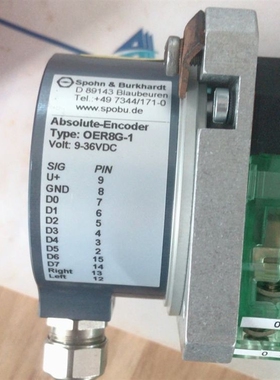 Spohn & Burkhardt
D 89143 Blaubeuren
Tel. +49 7344/171-0
www.spobu.de
Absolute-Encoder
Type: OER8G-1
Volt: 9-36VDC
SIG PIN
U+ 9
GND 8
D0 7
D1 6
D2 5
D3 4
D4 3
D5 2
D6 15
D7 14
Right 13
Left 12
0
0